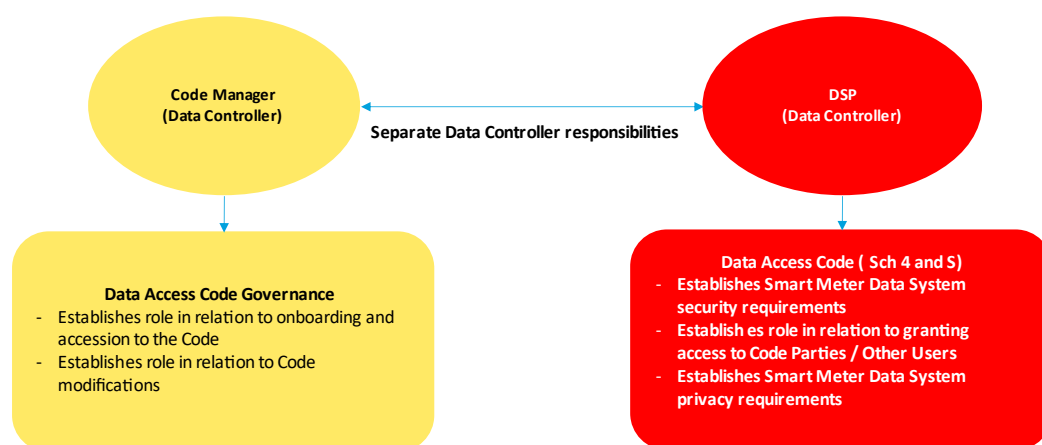 Code Manager
(Data Controller)
DSP
(Data Controller)
Separate Data Controller responsibilities
Data Access Code Governance
- Establishes role in relation to onboarding and
accession to the Code
- Establishes role in relation to Code
modifications
Data Access Code ( Sch 4 and S)
- Establishes Smart Meter Data System
security requirements
- Establish es role in relation to granting
access to Code Parties / Other Users
- Establishes Smart Meter Data System
privacy requirements